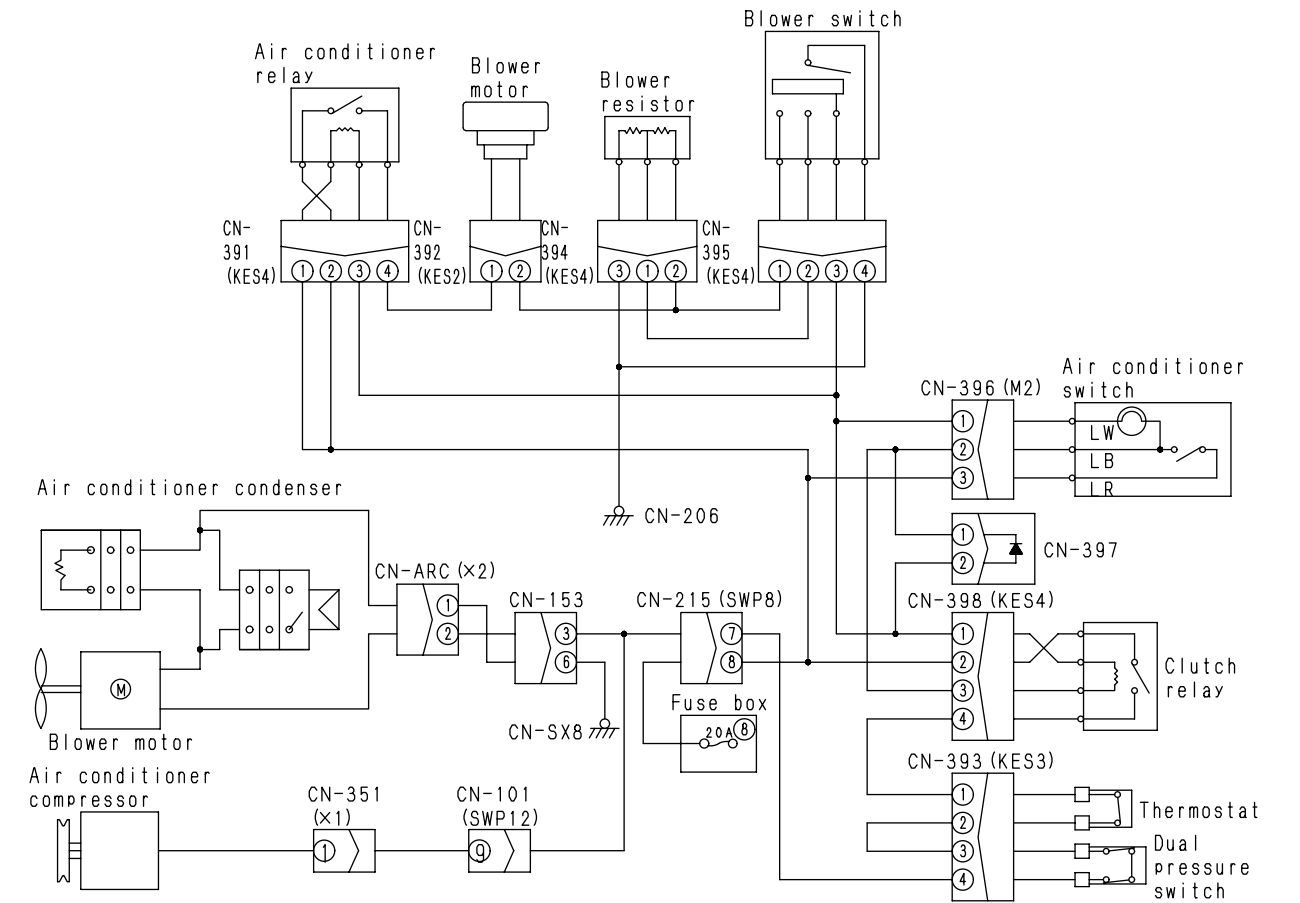 Blower switch
Air conditioner
relay
Blower
motor
Blower
resistor
CN-
391
(KES4)
CN-
392
(KES2)
CN-
394
(KES4)
CN-
395
(KES4)
1 2 3 4
1 2
3 1 2
1 2 3 4
Air conditioner
switch
CN-396 (M2)
1
2
3
LW
LB
LR
CN-206
1
2
CN-397
Air conditioner condenser
CN-ARC (×2)
1
2
CN-153
3
6
CN-SX8
CN-215 (SWP8)
7
8
Fuse box
20A 8
CN-398 (KES4)
1
2
3
4
Clutch
relay
M
Blower motor
CN-393 (KES3)
1
2
3
4
Thermostat
Dual
pressure
switch
Air conditioner
compressor
CN-351
(×1)
1
CN-101
(SWP12)
9